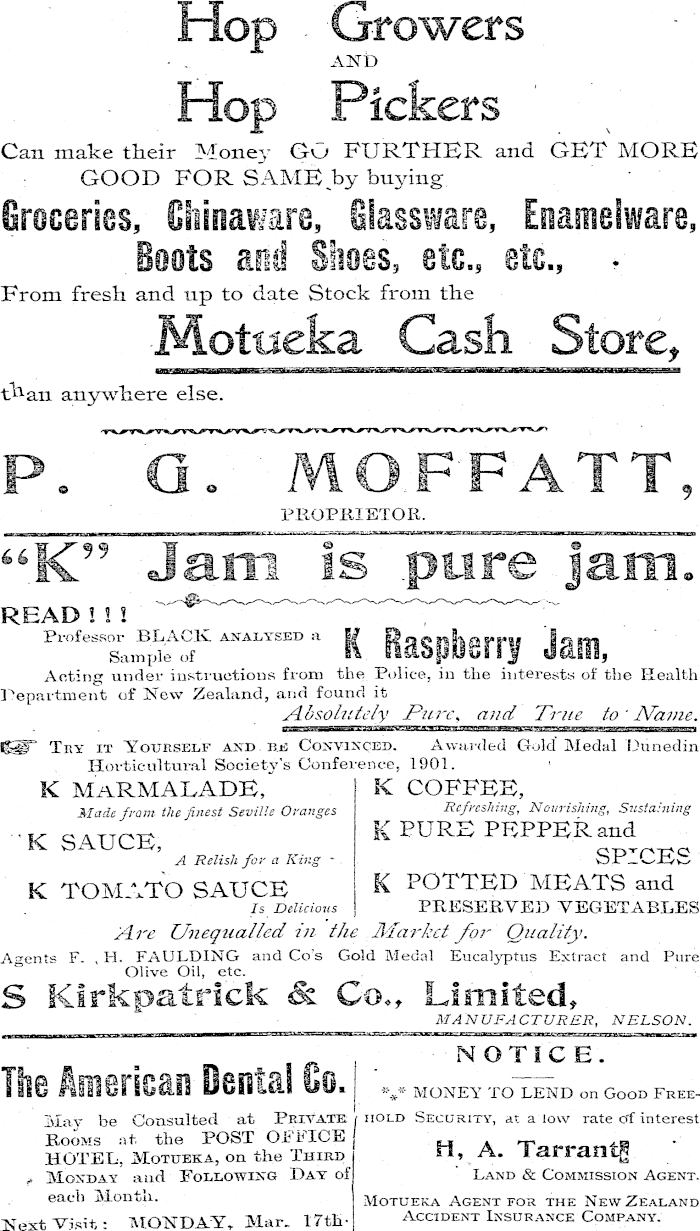 Hop Growers
AND
Hop Pickers
Can make their Money GO FURTHER and GET MORE
GOOD FOR SAME by buying
Groceries, Chinaware, Glassware, Enamelware,
Boots and Shoes, etc., etc.,
From fresh and up to date Stock from the
Motueka Cash Store,
than anywhere else.
P. G. MOFFATT,
PROPRIETOR.
"K" Jam is pure jam.
READ!!!
Professor BLACK ANALYSED a
Sample of
K Raspberry Jam,
Acting under instructions from the Police, in the interests of the Health
Department of New Zealand, and found it
Absolutely Pure, and True to Name.
☞ TRY IT YOURSELF AND BE CONVINCED. Awarded Gold Medal Dunedin
Horticultural Society's Conference, 1901.
K MARMALADE,
Made from the finest Seville Oranges
K SAUCE,
A Relish for a King
K TOMATO SAUCE
Is Delicious
K COFFEE,
Refreshing, Nourishing, Sustaining
K PURE PEPPER and
SPICES
K POTTED MEATS and
PRESERVED VEGETABLES
Are Unequalled in the Market for Quality.
Agents F. H. FAULDING and Co's Gold Medal Eucalyptus Extract and Pure
Olive Oil, etc.
S Kirkpatrick & Co., Limited,
MANUFACTURER, NELSON.
The American Dental Co.
May be Consulted at PRIVATE
ROOMS at the POST OFFICE
HOTEL, MOTUEKA, on the THIRD
MONDAY and FOLLOWING DAY of
each Month.
Next Visit: MONDAY, Mar. 17th.
NOTICE.
*** MONEY TO LEND on GOOD FREE-
HOLD SECURITY, at a low rate of interest
H, A. Tarrant,
LAND & COMMISSION AGENT.
MOTUEKA AGENT FOR THE NEW ZEALAND
ACCIDENT INSURANCE COMPANY.